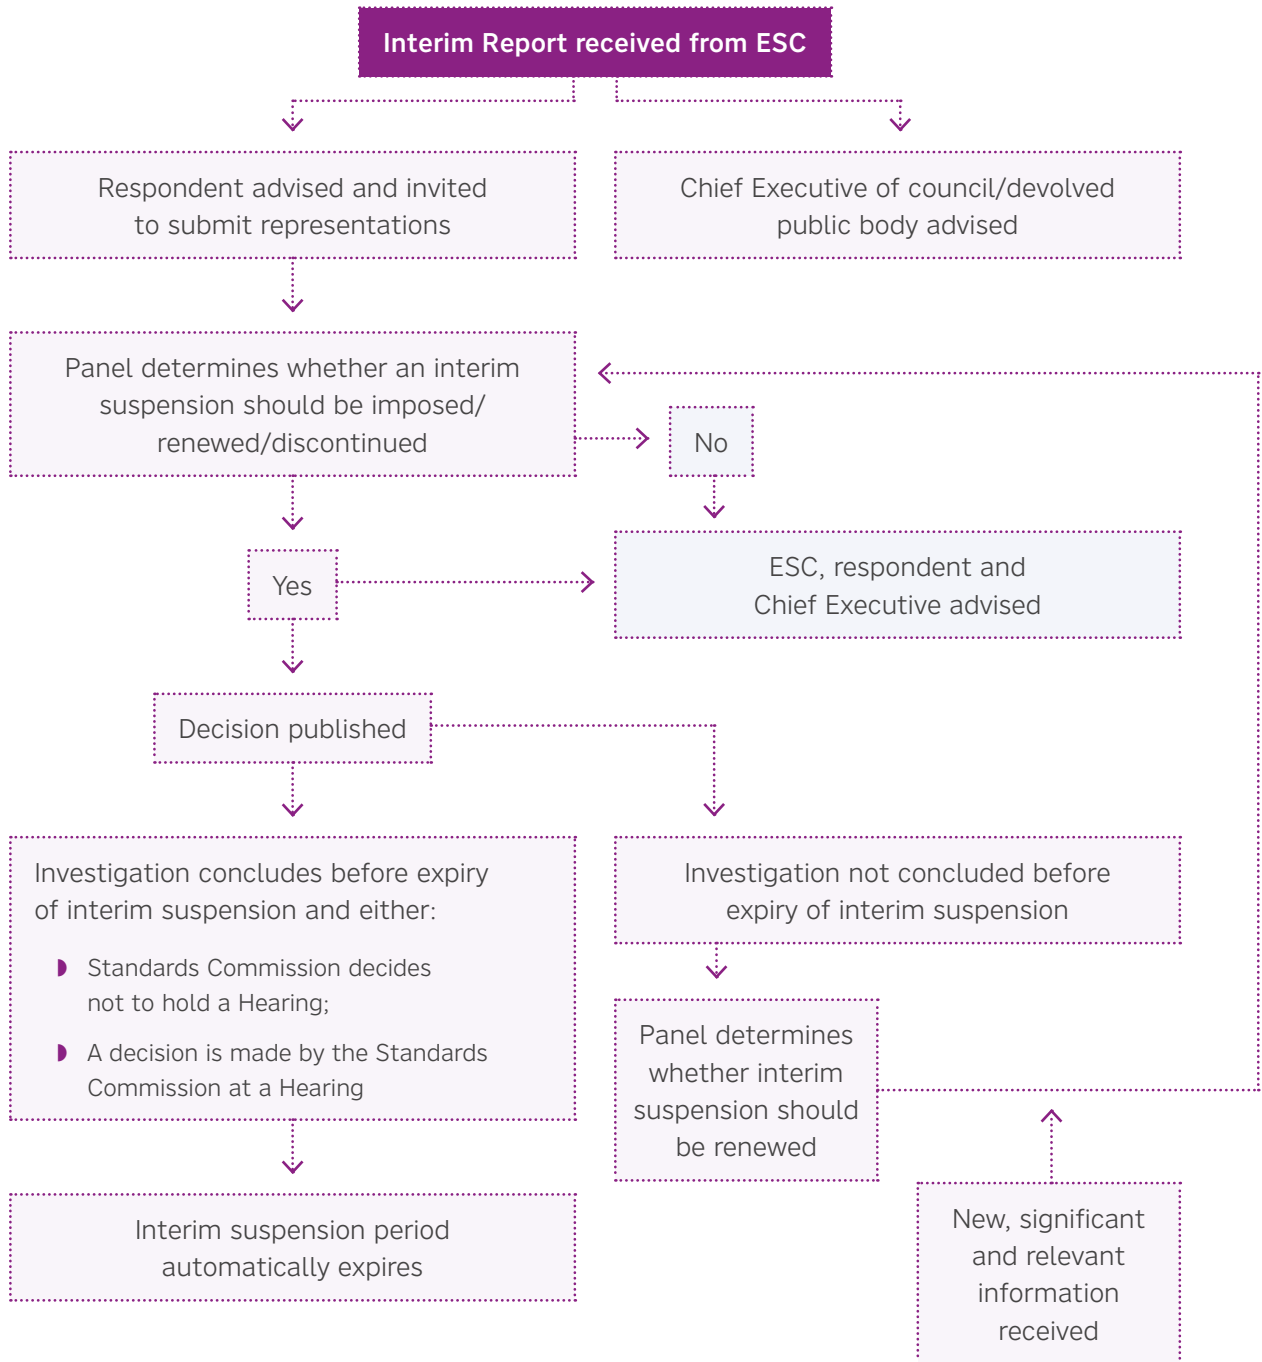 Interim Report received from ESC
Respondent advised and invited
to submit representations
Chief Executive of council/devolved
public body advised
Panel determines whether an interim
suspension should be imposed/
renewed/discontinued
No
Yes
ESC, respondent and
Chief Executive advised
Decision published
Investigation concludes before expiry
of interim suspension and either:
Standards Commission decides
not to hold a Hearing;
A decision is made by the Standards
Commission at a Hearing
Investigation not concluded before
expiry of interim suspension
Panel determines
whether interim
suspension should
be renewed
Interim suspension period
automatically expires
New, significant
and relevant
information
received